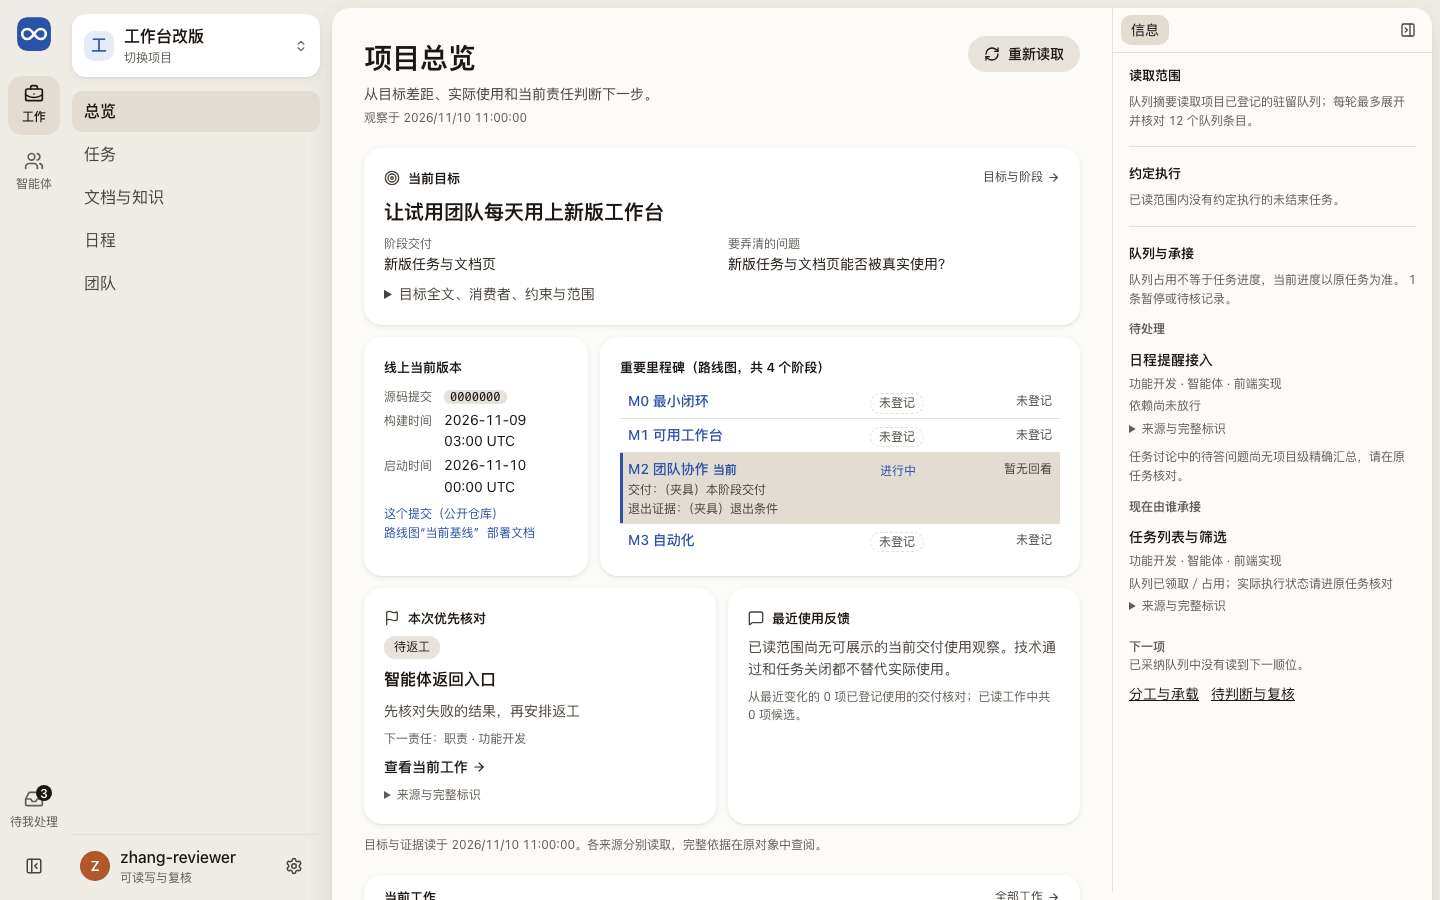 工作
智能体
3
待我处理
工
工作台改版
切换项目
总览
任务
文档与知识
日程
团队
Z
zhang-reviewer
可读写与复核
项目总览
从目标差距、实际使用和当前责任判断下一步。
观察于 2026/11/10 11:00:00
重新读取
当前目标
目标与阶段 →
让试用团队每天用上新版工作台
阶段交付
新版任务与文档页
要弄清的问题
新版任务与文档页能否被真实使用?
▶ 目标全文、消费者、约束与范围
线上当前版本
源码提交 0000000
构建时间 2026-11-09
03:00 UTC
启动时间 2026-11-10
00:00 UTC
这个提交（公开仓库）
路线图“当前基线” 部署文档
重要里程碑（路线图，共 4 个阶段）
M0 最小闭环 未登记 未登记
M1 可用工作台 未登记 未登记
M2 团队协作 当前 进行中 暂无回看
交付：（夹具）本阶段交付
退出证据：（夹具）退出条件
M3 自动化 未登记 未登记
本次优先核对
待返工
智能体返回入口
先核对失败的结果，再安排返工
下一责任：职责 · 功能开发
查看当前工作 →
▶ 来源与完整标识
最近使用反馈
已读范围尚无可展示的当前交付使用观察。技术通
过和任务关闭都不替代实际使用。
从最近变化的 0 项已登记使用的交付核对；已读工作中共
0 项候选。
目标与证据读于 2026/11/10 11:00:00。各来源分别读取，完整依据在原对象中查阅。
当前工作
全部工作 →
信息
读取范围
队列摘要读取项目已登记的驻留队列；每轮最多展开
并核对 12 个队列条目。
约定执行
已读范围内没有约定执行的未结束任务。
队列与承接
队列占用不等于任务进度，当前进度以原任务为准。 1
条暂停或待核记录。
待处理
日程提醒接入
功能开发 · 智能体 · 前端实现
依赖尚未放行
▶ 来源与完整标识
任务讨论中的待答问题尚无项目级精确汇总，请在原
任务核对。
现在由谁承接
任务列表与筛选
功能开发 · 智能体 · 前端实现
队列已领取 / 占用；实际执行状态请进原任务核对
▶ 来源与完整标识
下一项
已采纳队列中没有读到下一顺位。
分工与承载 待判断与复核